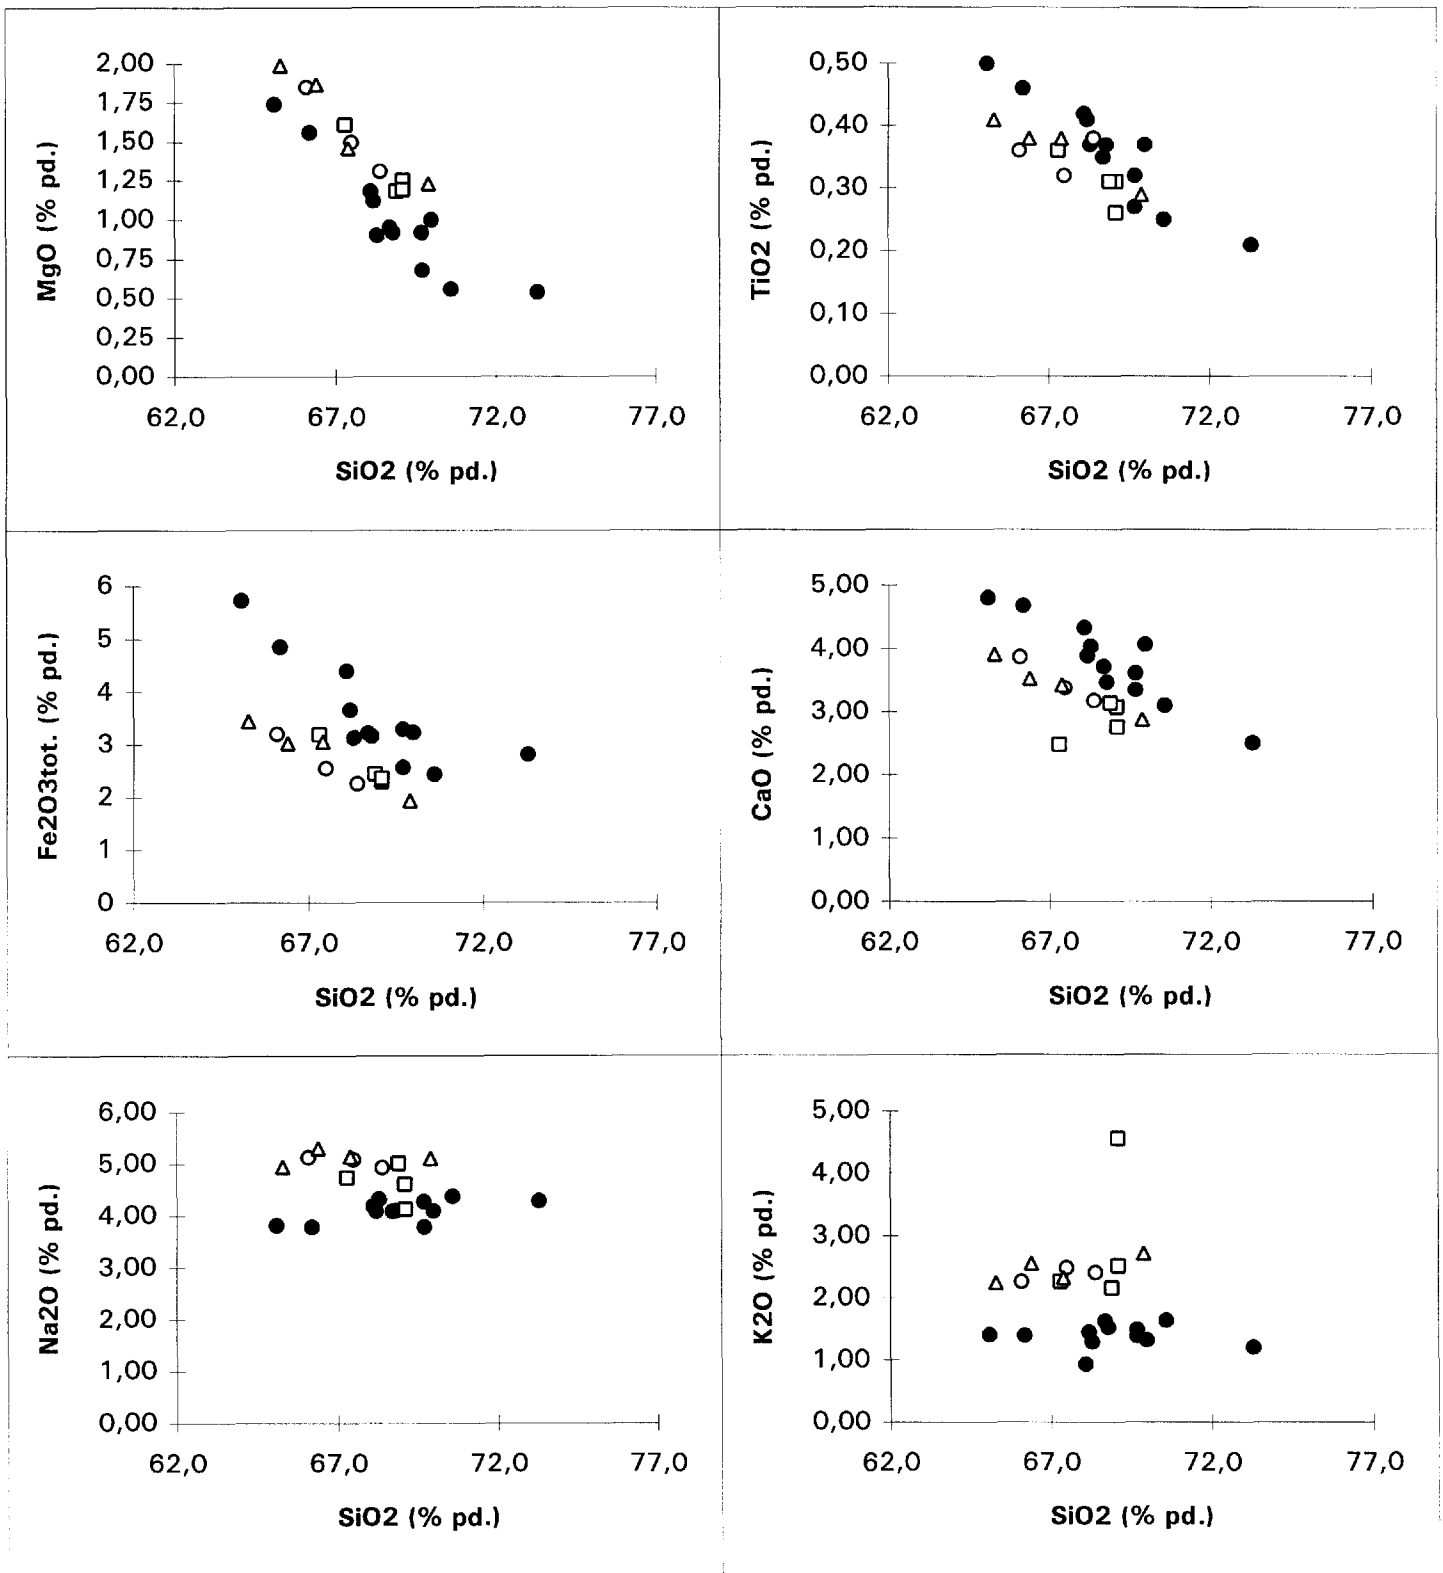 MgO (% pd.)
2,00
1,75
1,50
1,25
1,00
0,75
0,50
0,25
0,00
62,0 67,0 72,0 77,0
SiO2 (% pd.)
TiO2 (% pd.)
0,50
0,40
0,30
0,20
0,10
0,00
62,0 67,0 72,0 77,0
SiO2 (% pd.)
Fe2O3tot. (% pd.)
6
5
4
3
2
1
0
62,0 67,0 72,0 77,0
SiO2 (% pd.)
CaO (% pd.)
5,00
4,00
3,00
2,00
1,00
0,00
62,0 67,0 72,0 77,0
SiO2 (% pd.)
Na2O (% pd.)
6,00
5,00
4,00
3,00
2,00
1,00
0,00
62,0 67,0 72,0 77,0
SiO2 (% pd.)
K2O (% pd.)
5,00
4,00
3,00
2,00
1,00
0,00
62,0 67,0 72,0 77,0
SiO2 (% pd.)